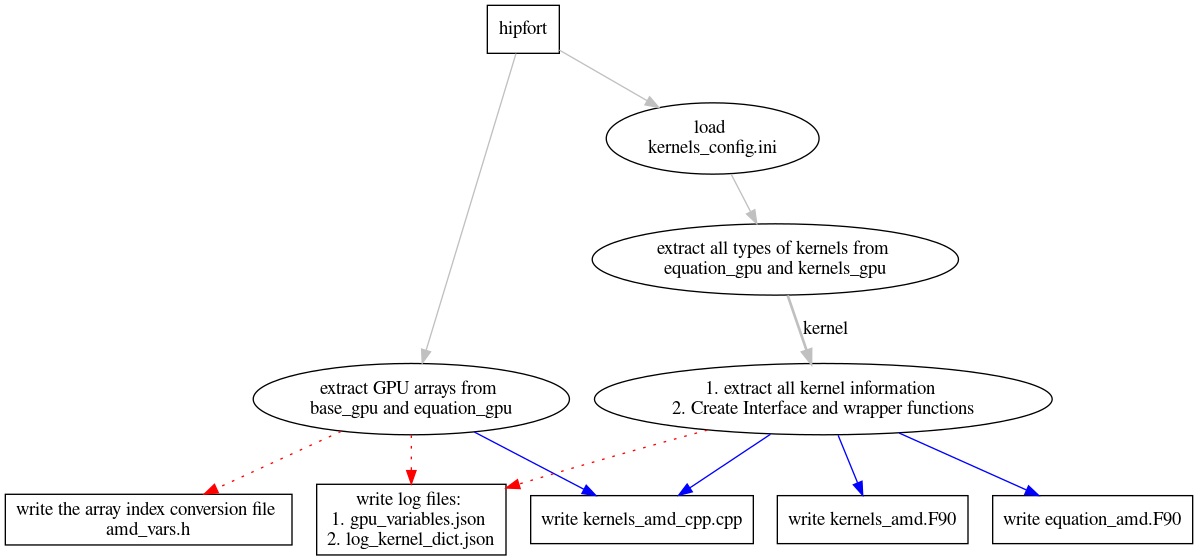 hipfort
load
kernels_config.ini
extract all types of kernels from
equation_gpu and kernels_gpu
kernel
extract GPU arrays from
base_gpu and equation_gpu
1. extract all kernel information
2. Create Interface and wrapper functions
write the array index conversion file
amd_vars.h
write log files:
1. gpu_variables.json
2. log_kernel_dict.json
write kernels_amd_cpp.cpp
write kernels_amd.F90
write equation_amd.F90